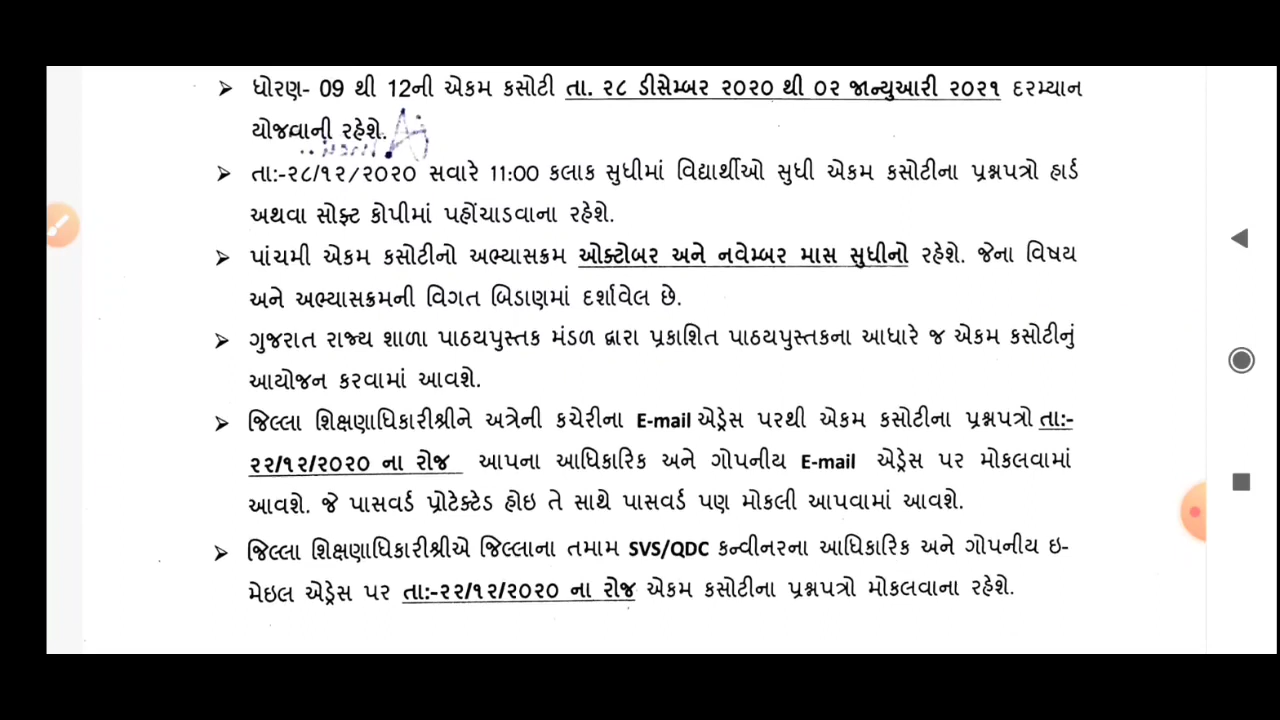 ➢ ધોરણ- 09 થી 12ની એકમ કસોટી તા. ૨૮ ડીસેમ્બર ૨૦૨૦ થી ૦૨ જાન્યુઆરી ૨૦૨૧ દરમ્યાન
યોજવાની રહેશે.
➢ તા:-૨૮/૧૨/૨૦૨૦ સવારે 11:00 કલાક સુધીમાં વિદ્યાર્થીઓ સુધી એકમ કસોટીના પ્રશ્નપત્રો હાર્ડ
અથવા સોફ્ટ કોપીમાં પહોંચાડવાના રહેશે.
➢ પાંચમી એકમ કસોટીનો અભ્યાસક્રમ ઓક્ટોબર અને નવેમ્બર માસ સુધીનો રહેશે. જેના વિષય
અને અભ્યાસક્રમની વિગત બિડાણમાં દર્શાવેલ છે.
➢ ગુજરાત રાજ્ય શાળા પાઠયપુસ્તક મંડળ દ્વારા પ્રકાશિત પાઠયપુસ્તકના આધારે જ એકમ કસોટીનું
આયોજન કરવામાં આવશે.
➢ જિલ્લા શિક્ષણાધિકારીશ્રીને અત્રેની કચેરીના E-mail એડ્રેસ પરથી એકમ કસોટીના પ્રશ્નપત્રો તા:-
૨૨/૧૨/૨૦૨૦ ના રોજ આપના આધિકારિક અને ગોપનીય E-mail એડ્રેસ પર મોકલવામાં
આવશે. જે પાસવર્ડ પ્રોટેક્ટેડ હોઇ તે સાથે પાસવર્ડ પણ મોકલી આપવામાં આવશે.
➢ જિલ્લા શિક્ષણાધિકારીશ્રીએ જિલ્લાના તમામ SVS/QDC કન્વીનરના આધિકારિક અને ગોપનીય ઇ-
મેઇલ એડ્રેસ પર તા:-૨૨/૧૨/૨૦૨૦ ના રોજ એકમ કસોટીના પ્રશ્નપત્રો મોકલવાના રહેશે.